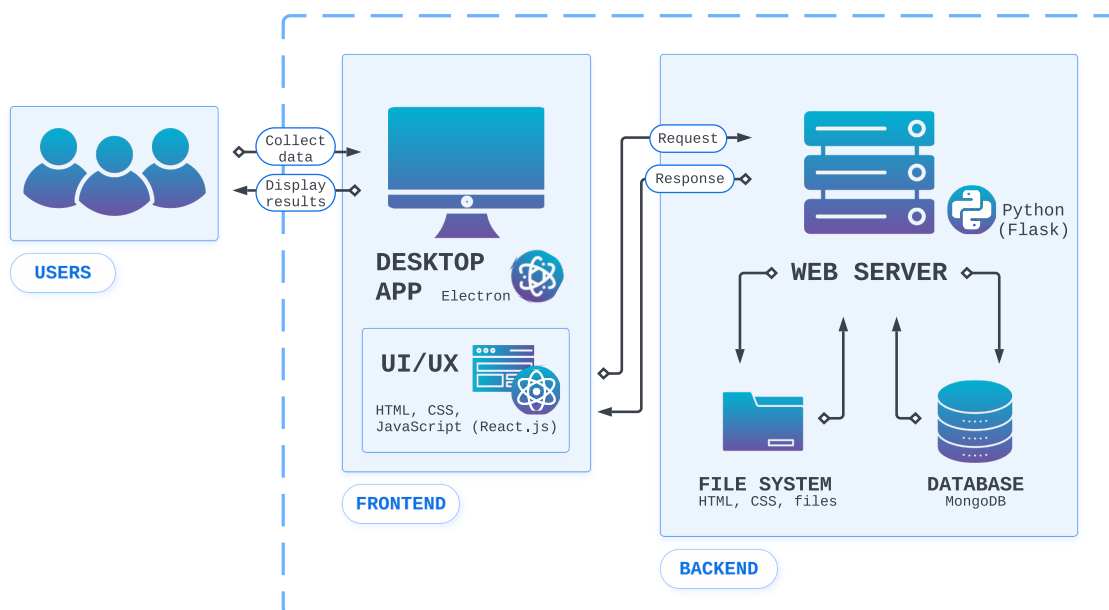 Collect
data
Display
results
USERS
DESKTOP
APP Electron
UI/UX
HTML, CSS,
JavaScript (React.js)
FRONTEND
Request
Response
Python
(Flask)
WEB SERVER
FILE SYSTEM
HTML, CSS, files
DATABASE
MongoDB
BACKEND